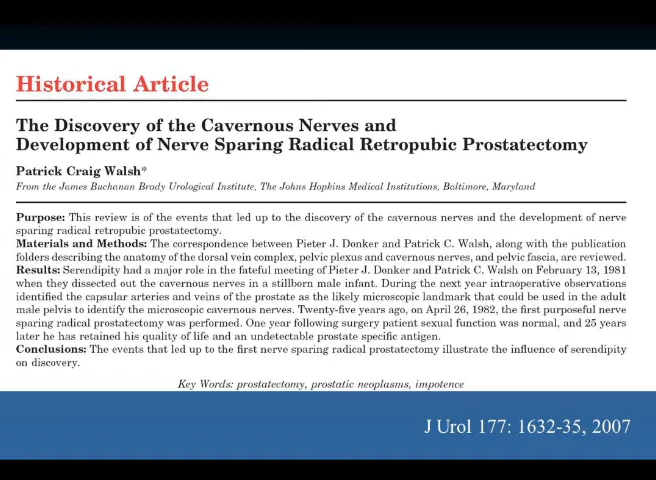 Historical Article
The Discovery of the Cavernous Nerves and
Development of Nerve Sparing Radical Retropubic Prostatectomy
Patrick Craig Walsh*
From the James Buchanan Brady Urological Institute, The Johns Hopkins Medical Institutions, Baltimore, Maryland
Purpose: This review is of the events that led up to the discovery of the cavernous nerves and the development of nerve
sparing radical retropubic prostatectomy.
Materials and Methods: The correspondence between Pieter J. Donker and Patrick C. Walsh, along with the publication
folders describing the anatomy of the dorsal vein complex, pelvic plexus and cavernous nerves, and pelvic fascia, are reviewed.
Results: Serendipity had a major role in the fateful meeting of Pieter J. Donker and Patrick C. Walsh on February 13, 1981
when they dissected out the cavernous nerves in a stillborn male infant. During the next year intraoperative observations
identified the capsular arteries and veins of the prostate as the likely microscopic landmark that could be used in the adult
male pelvis to identify the microscopic cavernous nerves. Twenty-five years ago, on April 26, 1982, the first purposeful nerve
sparing radical prostatectomy was performed. One year following surgery patient sexual function was normal, and 25 years
later he has retained his quality of life and an undetectable prostate specific antigen.
Conclusions: The events that led up to the first nerve sparing radical prostatectomy illustrate the influence of serendipity
on discovery.
Key Words: prostatectomy, prostatic neoplasms, impotence
J Urol 177: 1632-35, 2007